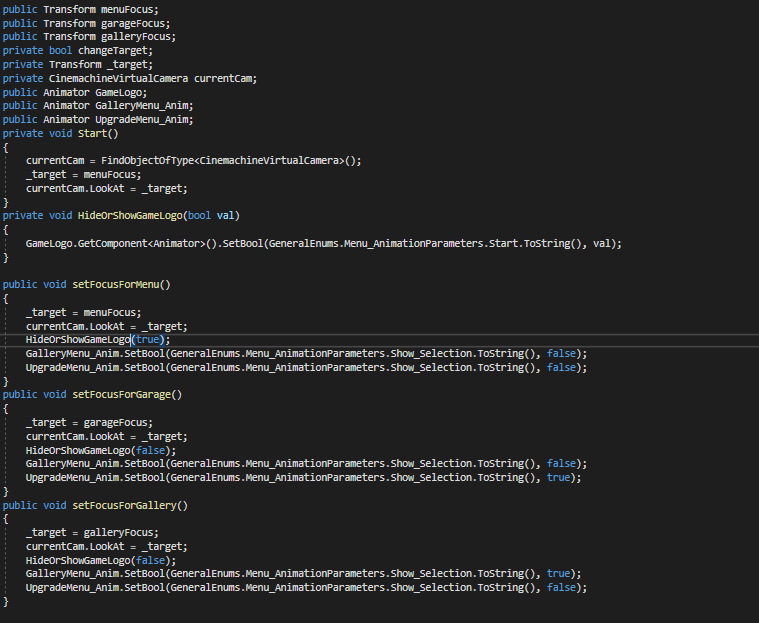 public Transform menuFocus;
public Transform garageFocus;
public Transform galleryFocus;
private bool changeTarget;
private Transform _target;
private CinemachineVirtualCamera currentCam;
public Animator GameLogo;
public Animator GalleryMenu_Anim;
public Animator UpgradeMenu_Anim;
private void Start()
{
    currentCam = FindObjectOfType<CinemachineVirtualCamera>();
    _target = menuFocus;
    currentCam.LookAt = _target;
}
private void HideOrShowGameLogo(bool val)
{
    GameLogo.GetComponent<Animator>().SetBool(GeneralEnums.Menu_AnimationParameters.Start.ToString(), val);
}

public void setFocusForMenu()
{
    _target = menuFocus;
    currentCam.LookAt = _target;
    HideOrShowGameLogo(true);
    GalleryMenu_Anim.SetBool(GeneralEnums.Menu_AnimationParameters.Show_Selection.ToString(), false);
    UpgradeMenu_Anim.SetBool(GeneralEnums.Menu_AnimationParameters.Show_Selection.ToString(), false);
}
public void setFocusForGarage()
{
    _target = garageFocus;
    currentCam.LookAt = _target;
    HideOrShowGameLogo(false);
    GalleryMenu_Anim.SetBool(GeneralEnums.Menu_AnimationParameters.Show_Selection.ToString(), false);
    UpgradeMenu_Anim.SetBool(GeneralEnums.Menu_AnimationParameters.Show_Selection.ToString(), true);
}
public void setFocusForGallery()
{
    _target = galleryFocus;
    currentCam.LookAt = _target;
    HideOrShowGameLogo(false);
    GalleryMenu_Anim.SetBool(GeneralEnums.Menu_AnimationParameters.Show_Selection.ToString(), true);
    UpgradeMenu_Anim.SetBool(GeneralEnums.Menu_AnimationParameters.Show_Selection.ToString(), false);
}